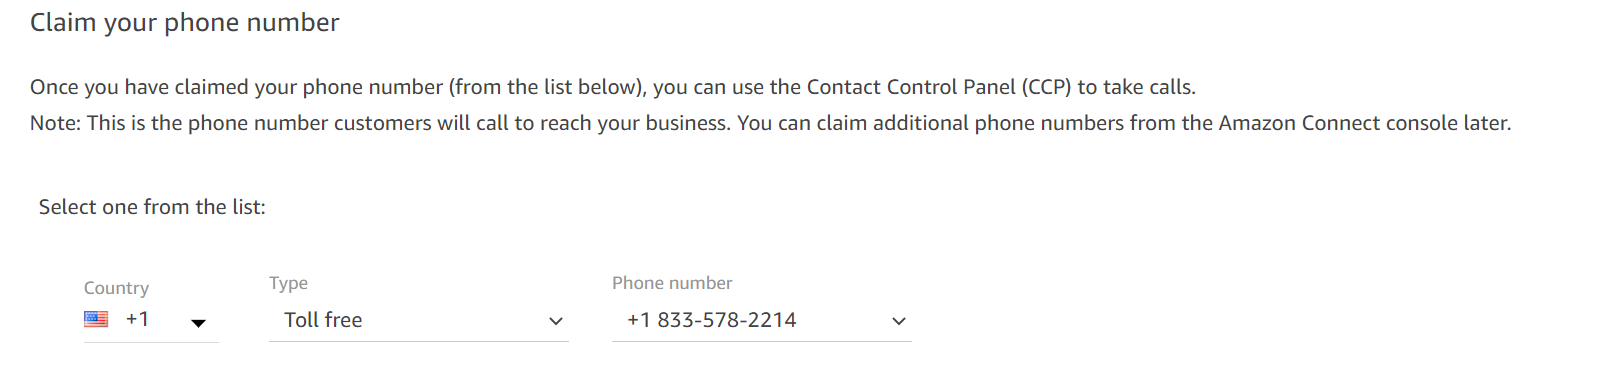 Claim your phone number
Once you have claimed your phone number (from the list below), you can use the Contact Control Panel (CCP) to take calls.
Note: This is the phone number customers will call to reach your business. You can claim additional phone numbers from the Amazon Connect console later.
Select one from the list:
Country Type Phone number
+1 Toll free +1 833-578-2214